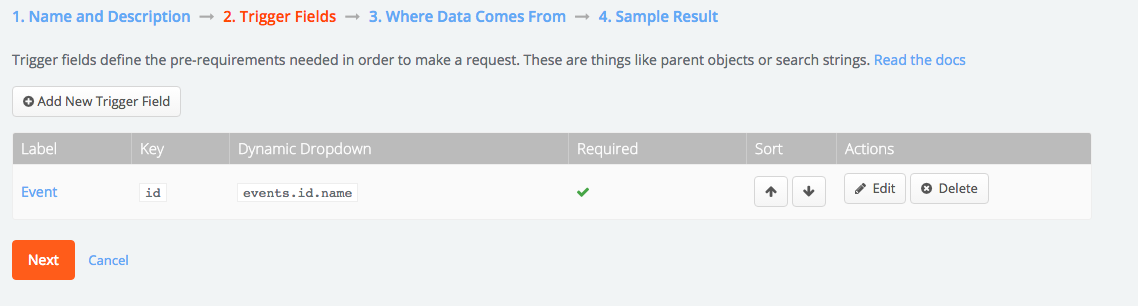 1. Name and Description → 2. Trigger Fields → 3. Where Data Comes From → 4. Sample Result
Trigger fields define the pre-requirements needed in order to make a request. These are things like parent objects or search strings. Read the docs
Add New Trigger Field
Label Key Dynamic Dropdown Required Sort Actions
Event id events.id.name Edit Delete
Next Cancel